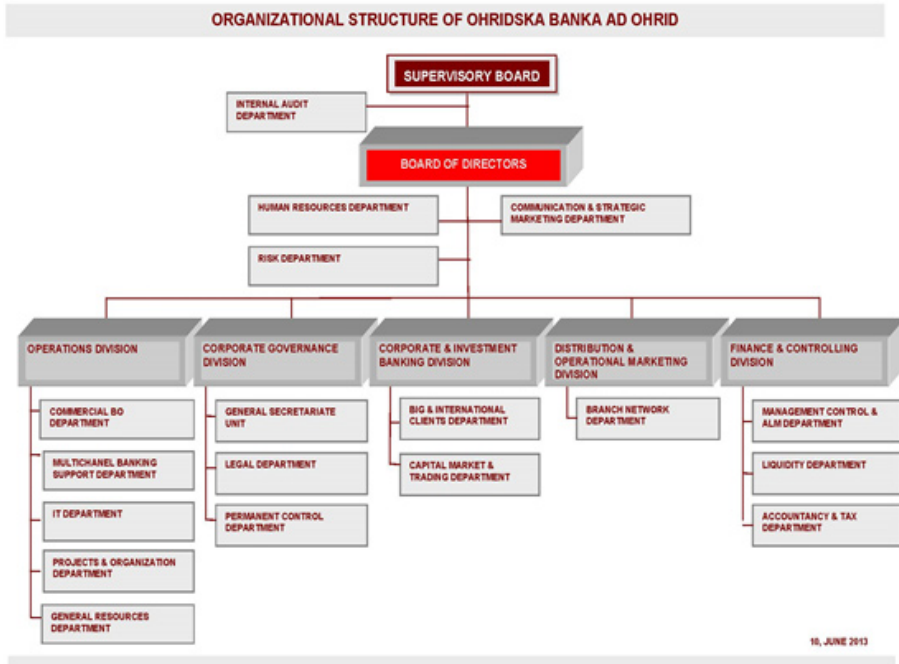 ORGANIZATIONAL STRUCTURE OF OHRIDSKA BANKA AD OHRID
SUPERVISORY BOARD
INTERNAL AUDIT
DEPARTMENT
BOARD OF DIRECTORS
HUMAN RESOURCES DEPARTMENT
COMMUNICATION & STRATEGIC
MARKETING DEPARTMENT
RISK DEPARTMENT
OPERATIONS DIVISION
COMMERCIAL BO
DEPARTMENT
MULTICHANEL BANKING
SUPPORT DEPARTMENT
IT DEPARTMENT
PROJECTS & ORGANIZATION
DEPARTMENT
GENERAL RESOURCES
DEPARTMENT
CORPORATE GOVERNANCE
DIVISION
GENERAL SECRETARIATE
UNIT
LEGAL DEPARTMENT
PERMANENT CONTROL
DEPARTMENT
CORPORATE & INVESTMENT
BANKING DIVISION
BIG & INTERNATIONAL
CLIENTS DEPARTMENT
CAPITAL MARKET &
TRADING DEPARTMENT
DISTRIBUTION &
OPERATIONAL MARKETING
DIVISION
BRANCH NETWORK
DEPARTMENT
FINANCE & CONTROLLING
DIVISION
MANAGEMENT CONTROL &
ALM DEPARTMENT
LIQUIDITY DEPARTMENT
ACCOUNTANCY & TAX
DEPARTMENT
10, JUNE 2013